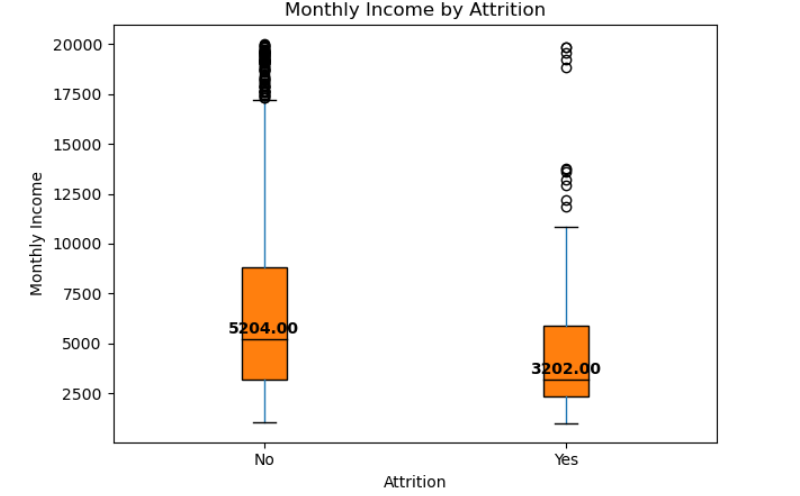 Monthly Income by Attrition
20000
17500
15000
12500
10000
7500
5000
2500
Monthly Income
5204.00
3202.00
No
Yes
Attrition